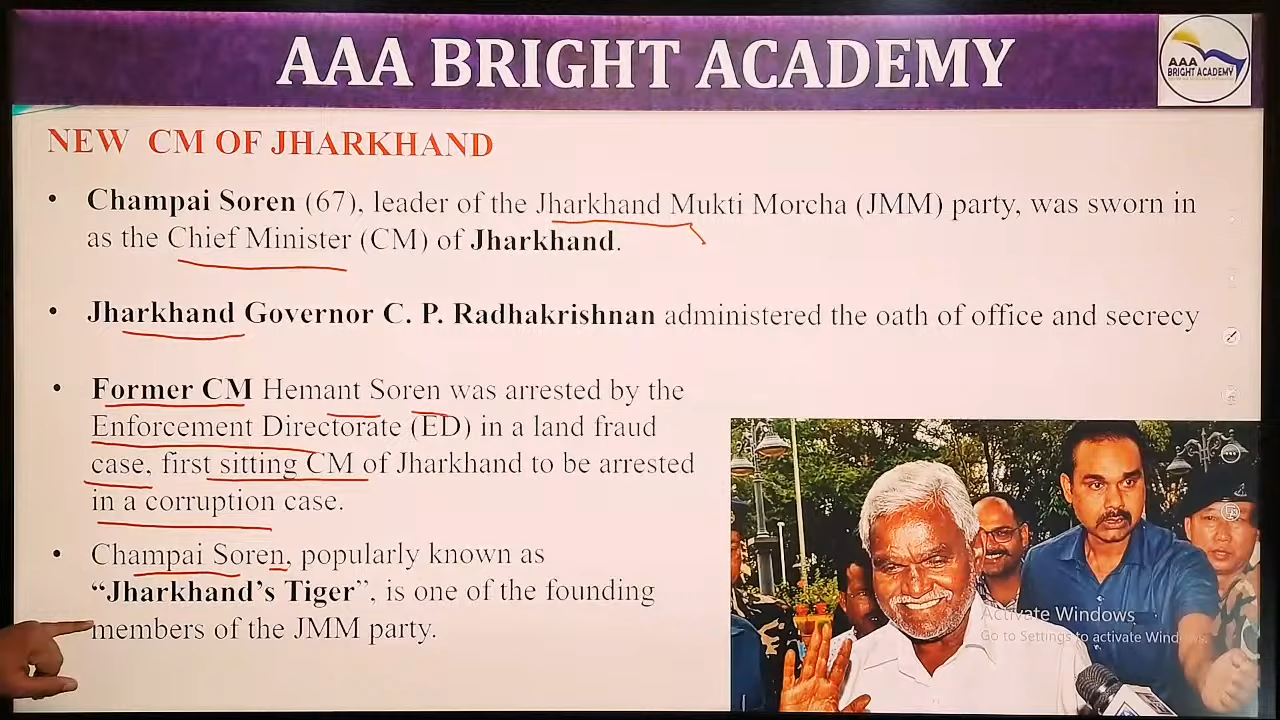 AAA BRIGHT ACADEMY
AAA
BRIGHT ACADEMY
NEW CM OF JHARKHAND
• Champai Soren (67), leader of the Jharkhand Mukti Morcha (JMM) party, was sworn in
as the Chief Minister (CM) of Jharkhand.
• Jharkhand Governor C. P. Radhakrishnan administered the oath of office and secrecy
• Former CM Hemant Soren was arrested by the
Enforcement Directorate (ED) in a land fraud
case, first sitting CM of Jharkhand to be arrested
in a corruption case.
• Champai Soren, popularly known as
“Jharkhand’s Tiger”, is one of the founding
members of the JMM party.
Activate Windows
Go to Settings to activate Windows.